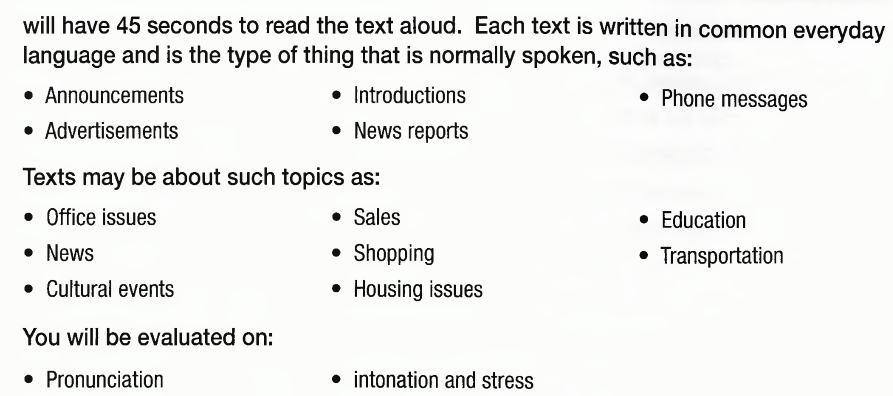 will have 45 seconds to read the text aloud. Each text is written in common everyday
language and is the type of thing that is normally spoken, such as:
• Announcements • Introductions • Phone messages
• Advertisements • News reports
Texts may be about such topics as:
• Office issues • Sales • Education
• News • Shopping • Transportation
• Cultural events • Housing issues
You will be evaluated on:
• Pronunciation • intonation and stress